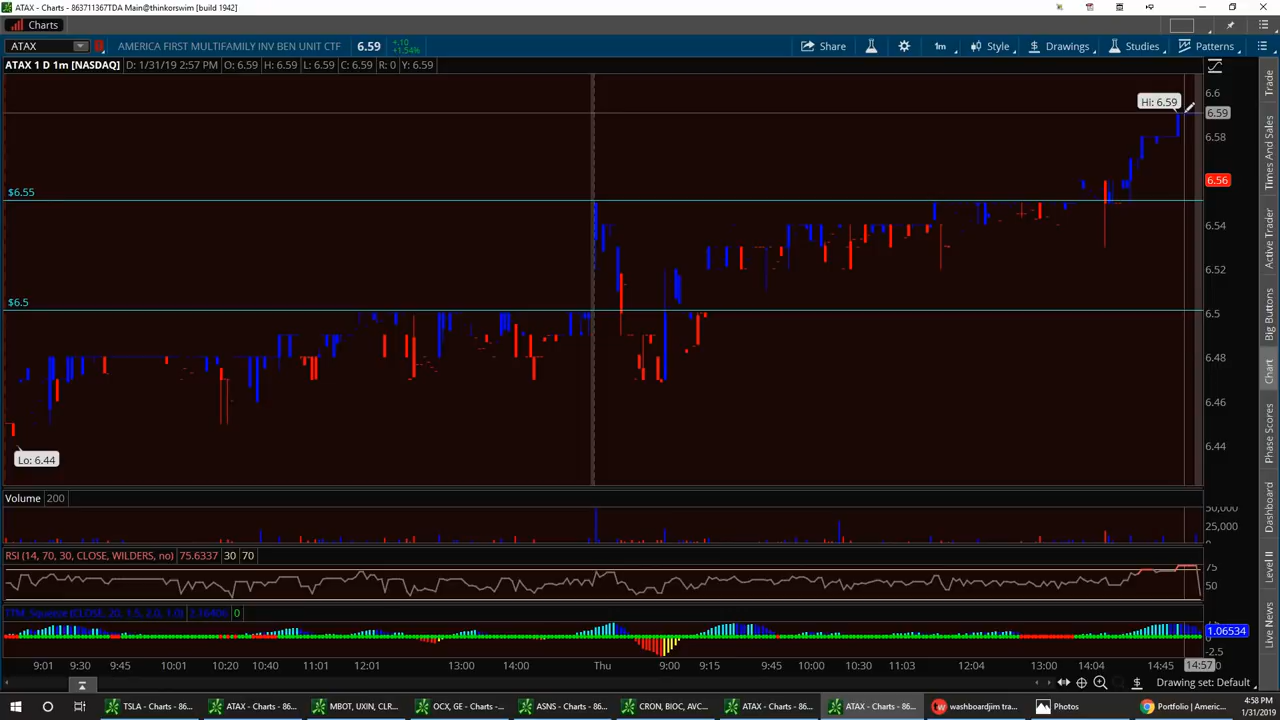 ATAX - Charts - 863711367TDA Main@thinkorswim [build 1942]
Charts
ATAX AMERICA FIRST MULTIFAMILY INV BEN UNIT CTF 6.59 +.10 +1.54% Share 1m Style Drawings Studies Patterns
ATAX 1 D 1m [NASDAQ] D: 1/31/19 2:57 PM O: 6.59 H: 6.59 L: 6.59 C: 6.59 R: 0 Y: 6.59
6.6
Hi: 6.59
6.59
6.58
6.56
$6.55
6.54
6.52
$6.5
6.5
6.48
6.46
6.44
Lo: 6.44
Volume 200
50,000
25,000
0
RSI (14, 70, 30, CLOSE, WILDERS, no) 75.6337 30 70
75
50
0
1.06534
-2.5
9:01 9:30 9:45 10:01 10:20 10:40 11:01 12:01 13:00 14:00 Thu 9:00 9:15 9:45 10:00 10:30 11:03 12:04 13:00 14:04 14:45 14:57
Drawing set: Default
Trade
Times And Sales
Active Trader
Big Buttons
Chart
Phase Scores
Dashboard
Level II
Live News
TSLA - Charts - 86... ATAX - Charts - 86... MBOT, UXIN, CLR... OCX, GE - Charts -... ASNS - Charts - 86... CRON, BIOC, AVC... ATAX - Charts - 86... ATAX - Charts - 86... washboardjim tra... Photos Portfolio | Americ...
4:58 PM
1/31/2019